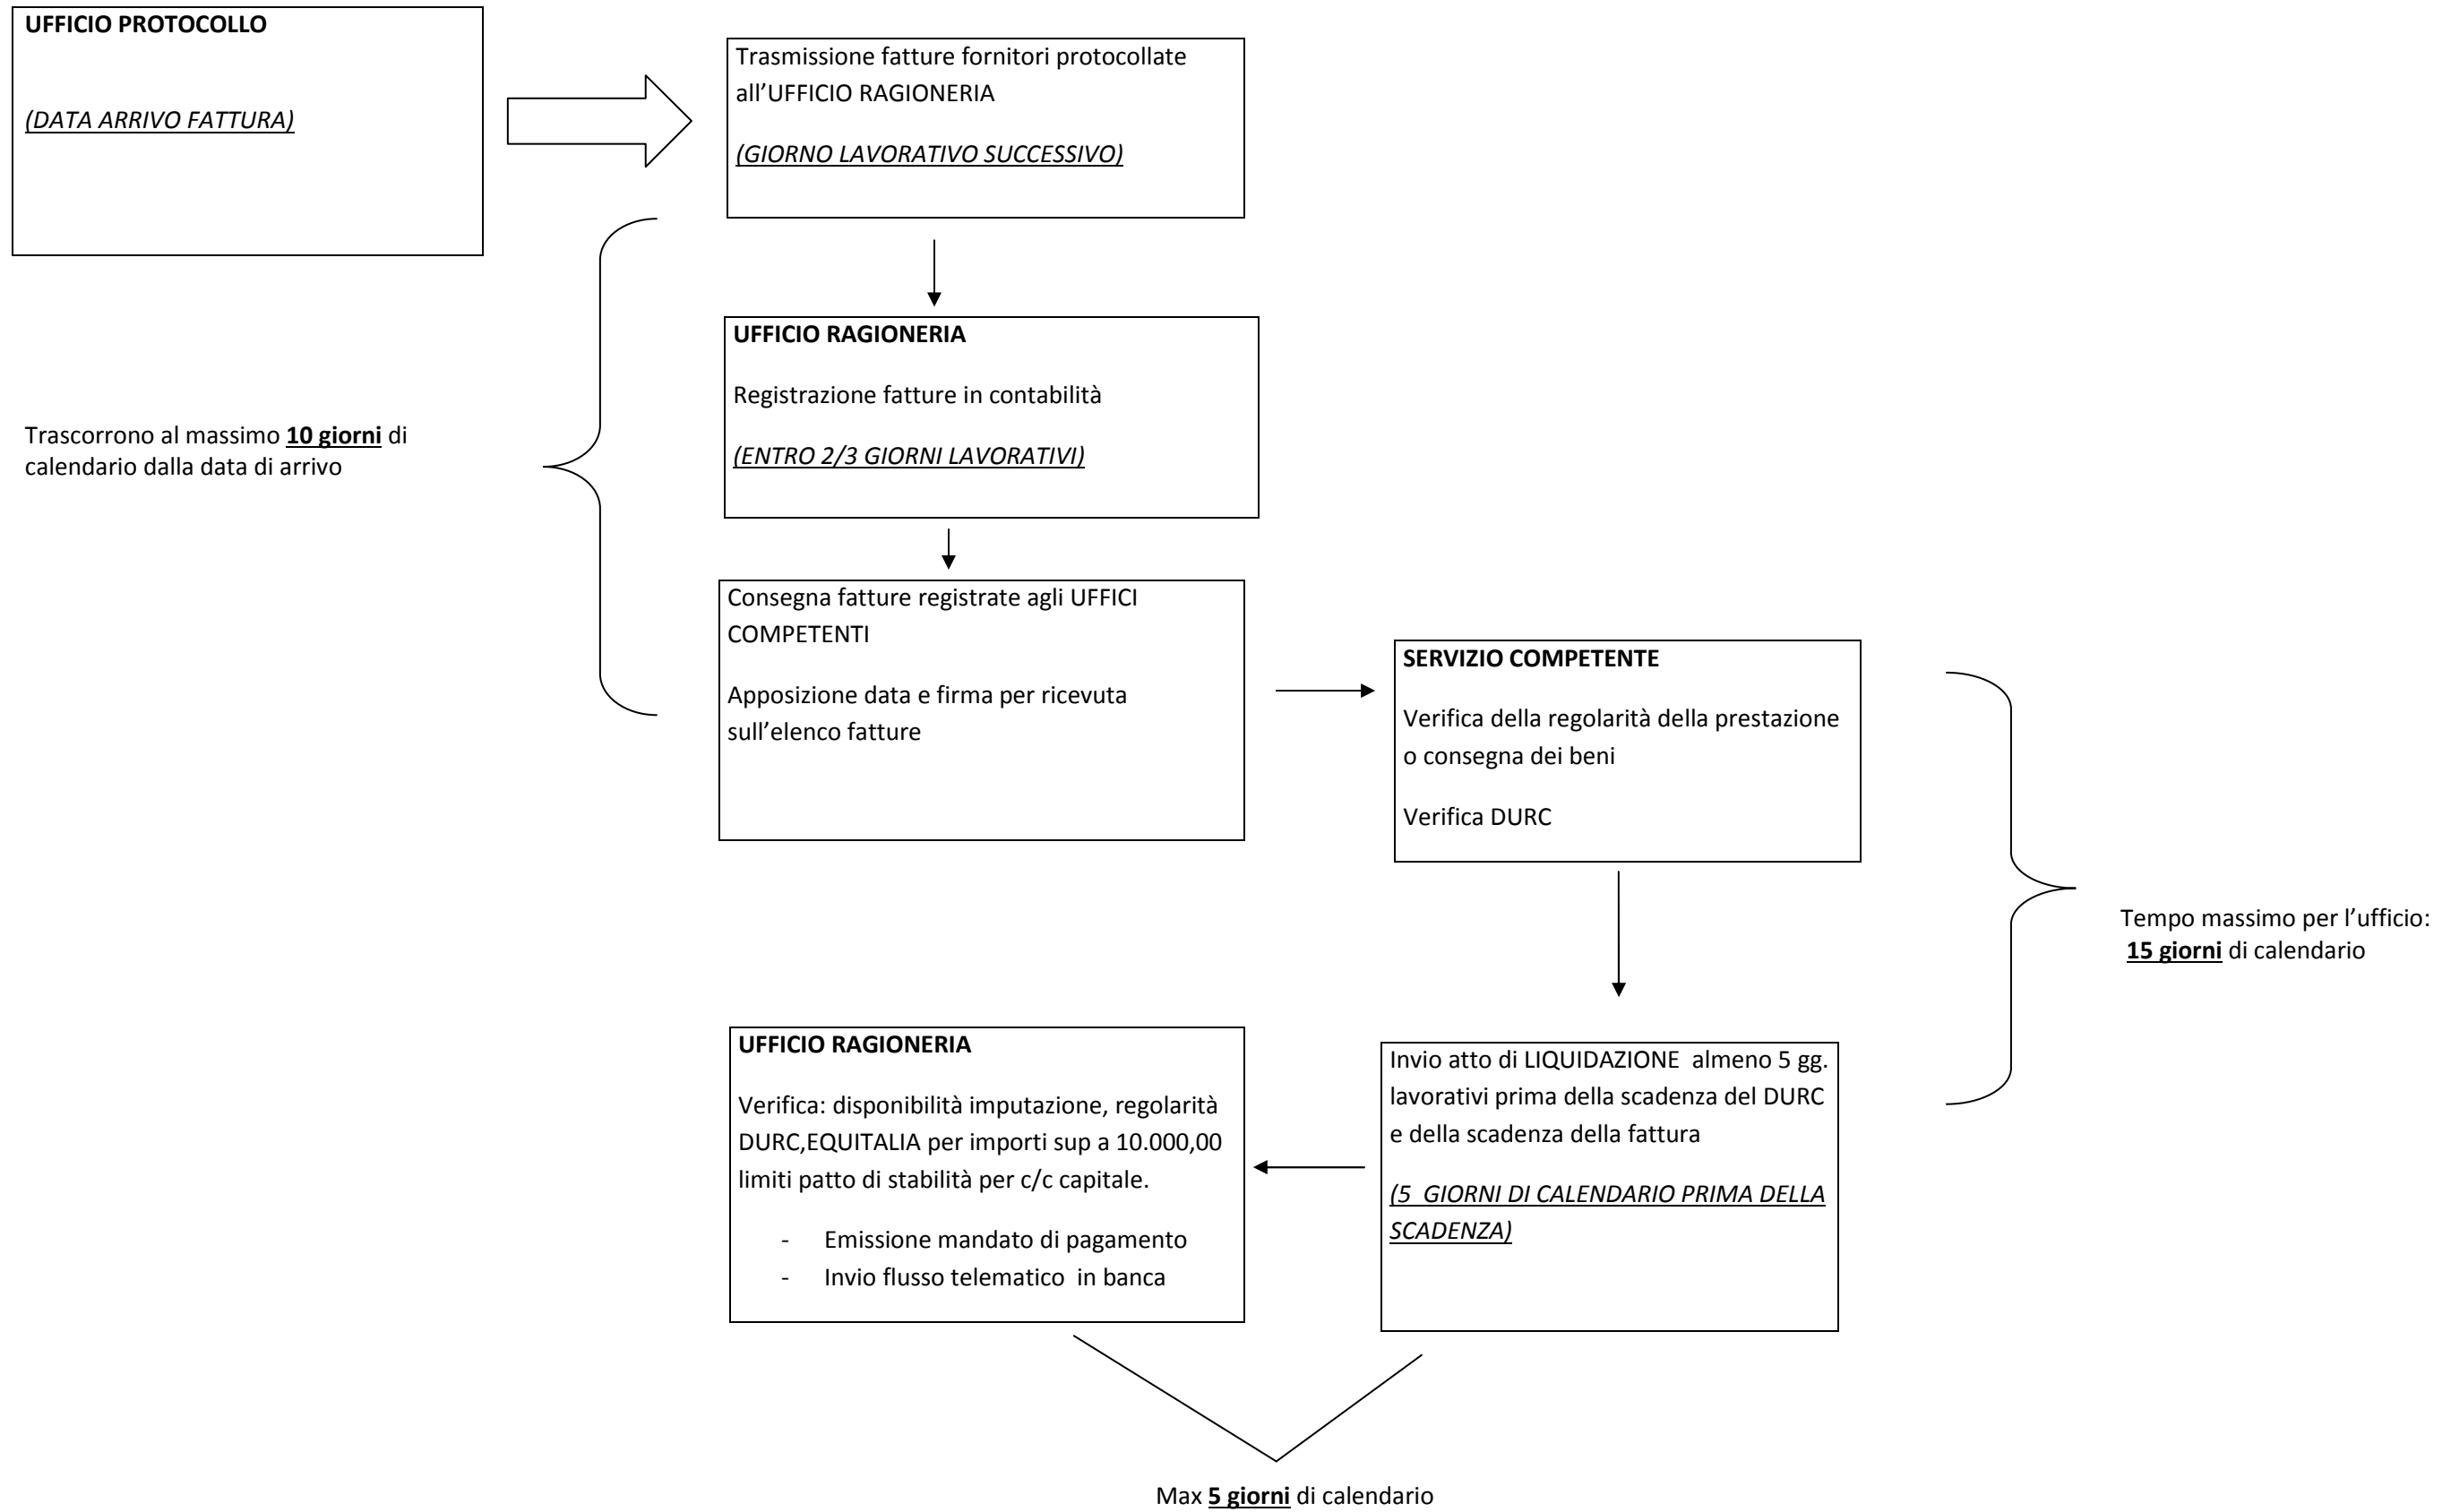 UFFICIO PROTOCOLLO
(DATA ARRIVO FATTURA)
Trasmissione fatture fornitori protocollate
all’UFFICIO RAGIONERIA
(GIORNO LAVORATIVO SUCCESSIVO)
UFFICIO RAGIONERIA
Registrazione fatture in contabilità
(ENTRO 2/3 GIORNI LAVORATIVI)
Trascorrono al massimo 10 giorni di
calendario dalla data di arrivo
Consegna fatture registrate agli UFFICI
COMPETENTI
Apposizione data e firma per ricevuta
sull’elenco fatture
SERVIZIO COMPETENTE
Verifica della regolarità della prestazione
o consegna dei beni
Verifica DURC
Tempo massimo per l’ufficio:
15 giorni di calendario
Invio atto di LIQUIDAZIONE almeno 5 gg.
lavorativi prima della scadenza del DURC
e della scadenza della fattura
(5 GIORNI DI CALENDARIO PRIMA DELLA
SCADENZA)
UFFICIO RAGIONERIA
Verifica: disponibilità imputazione, regolarità
DURC,EQUITALIA per importi sup a 10.000,00
limiti patto di stabilità per c/c capitale.
- Emissione mandato di pagamento
- Invio flusso telematico in banca
Max 5 giorni di calendario